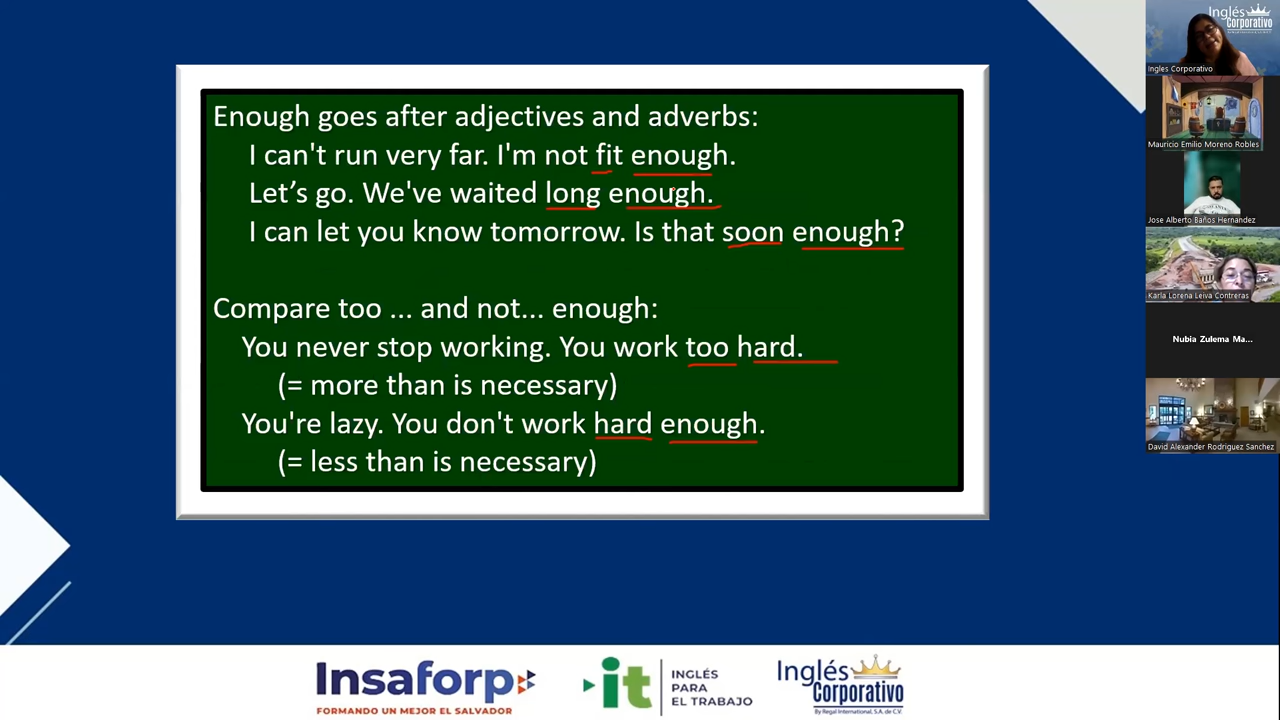 Enough goes after adjectives and adverbs:
I can't run very far. I'm not fit enough.
Let’s go. We've waited long enough.
I can let you know tomorrow. Is that soon enough?
Compare too ... and not... enough:
You never stop working. You work too hard.
(= more than is necessary)
You're lazy. You don't work hard enough.
(= less than is necessary)
Inglés
Corporativo
Ingles Corporativo
Mauricio Emilio Moreno Robles
Jose Alberto Baños Hernandez
Karla Lorena Leiva Contreras
Nubia Zulema Ma...
David Alexander Rodriguez Sanchez
Insaforp
FORMANDO UN MEJOR EL SALVADOR
it
INGLÉS
PARA
EL TRABAJO
Inglés
Corporativo
By Regal International, S.A. de C.V.